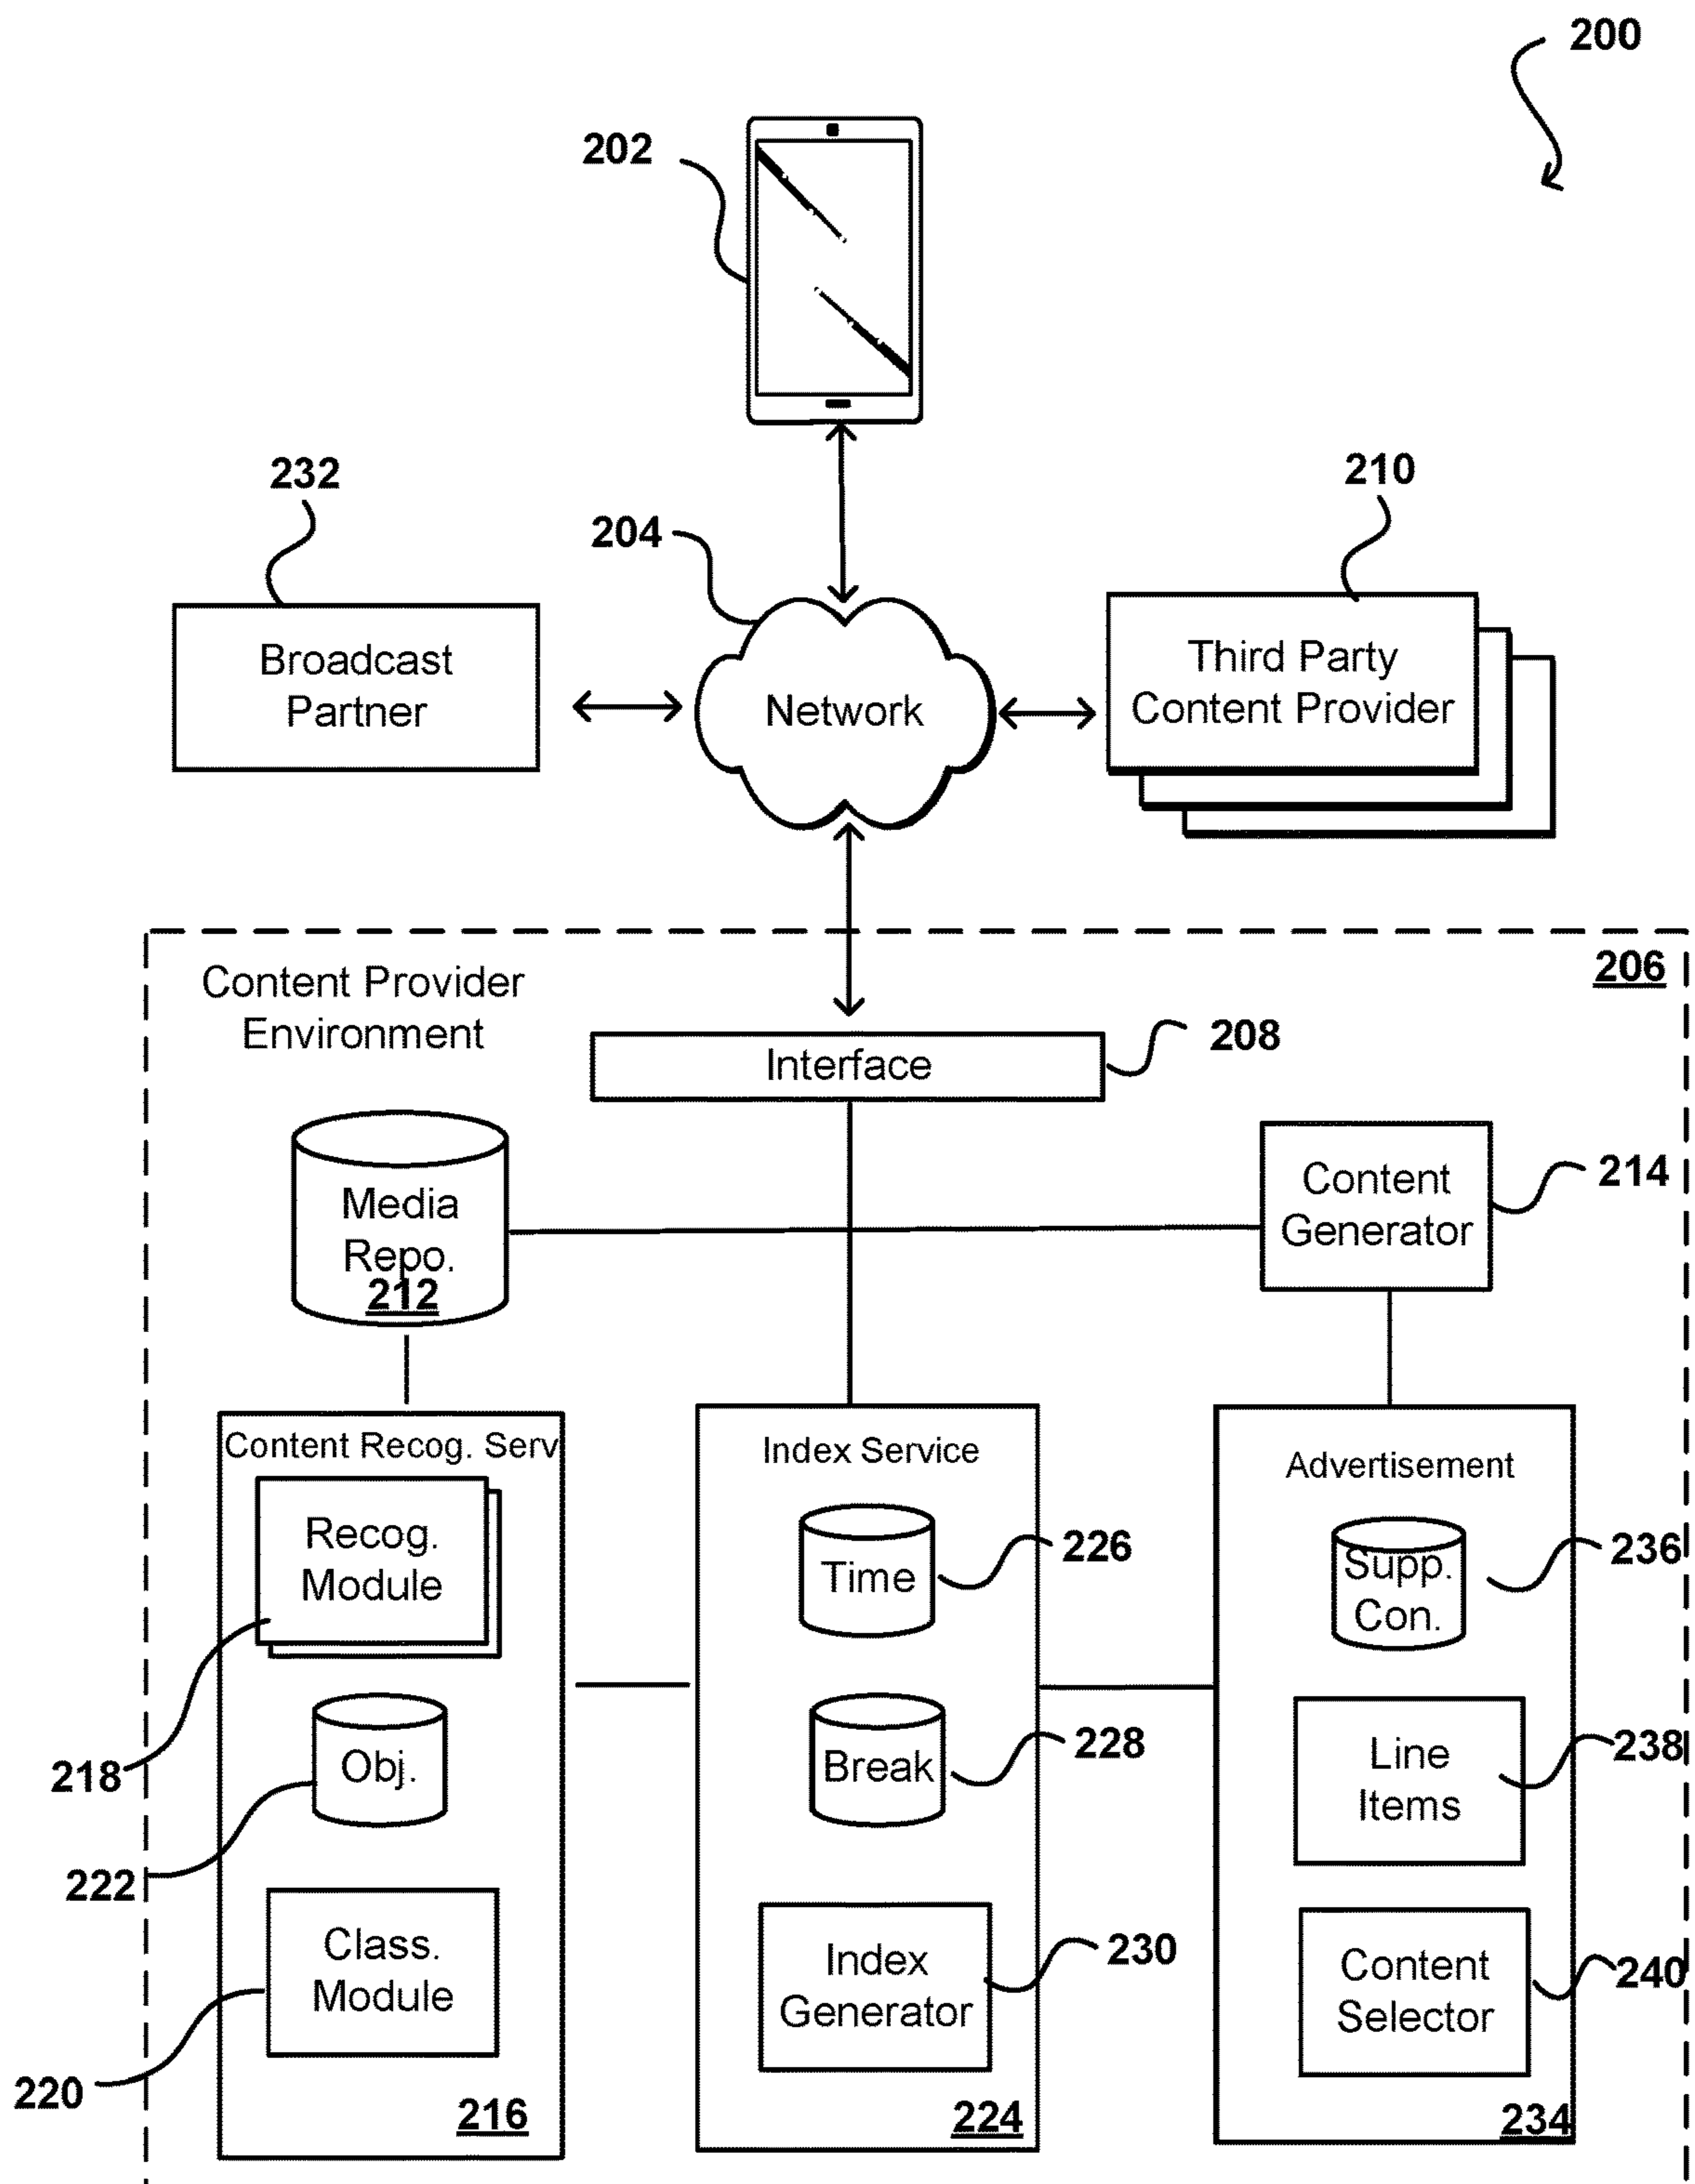 200
202
232
210
204
Broadcast
Partner
Network
Third Party
Content Provider
206
Content Provider
Environment
208
Interface
Media
Repo.
212
Content
Generator
214
Content Recog. Serv
Recog.
Module
218
Obj.
222
Class.
Module
220
216
Index Service
Time
226
Break
228
Index
Generator
230
224
Advertisement
Supp.
Con.
236
Line
Items
238
Content
Selector
240
234